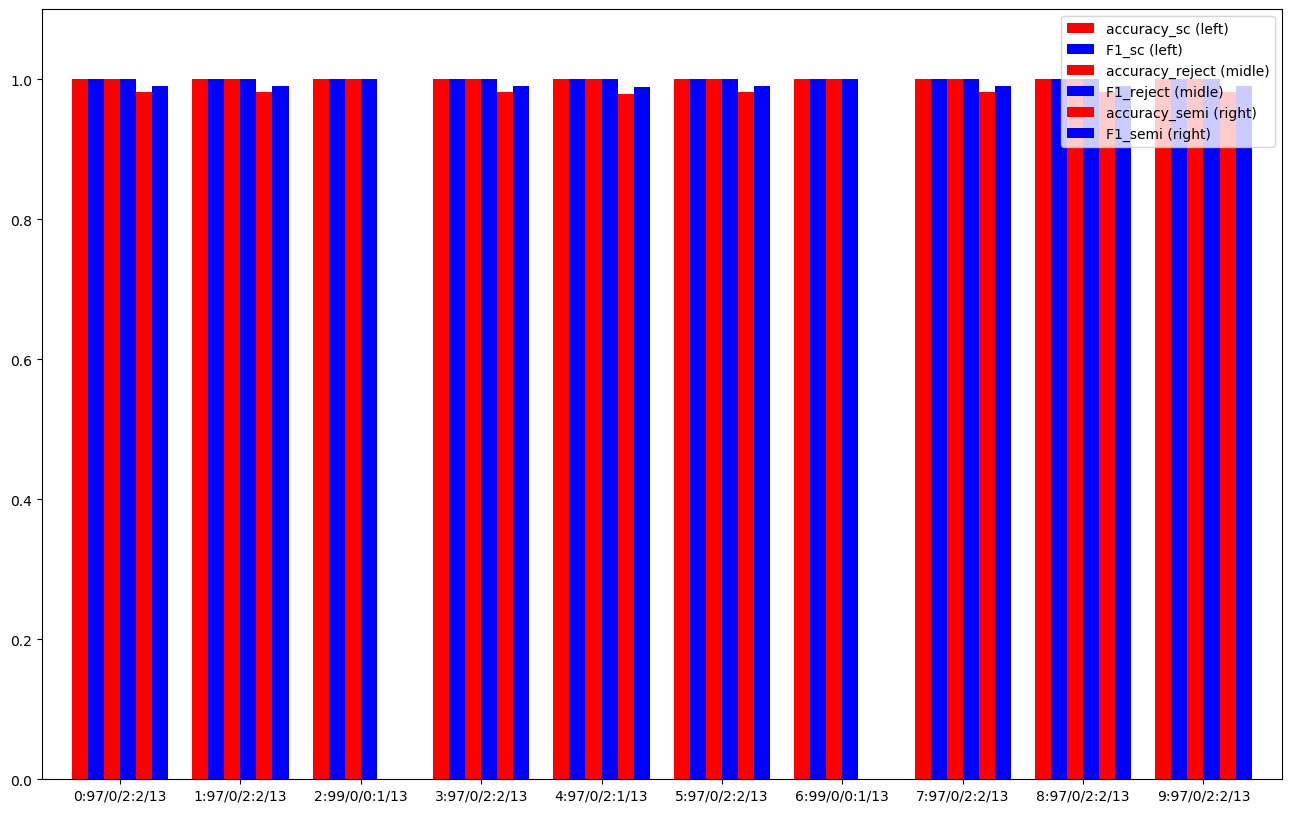 accuracy_sc (left)
F1_sc (left)
accuracy_reject (midle)
F1_reject (midle)
accuracy_semi (right)
F1_semi (right)
1.0
0.8
0.6
0.4
0.2
0.0
0:97/0/2:2/13 1:97/0/2:2/13 2:99/0/0:1/13 3:97/0/2:2/13 4:97/0/2:1/13 5:97/0/2:2/13 6:99/0/0:1/13 7:97/0/2:2/13 8:97/0/2:2/13 9:97/0/2:2/13